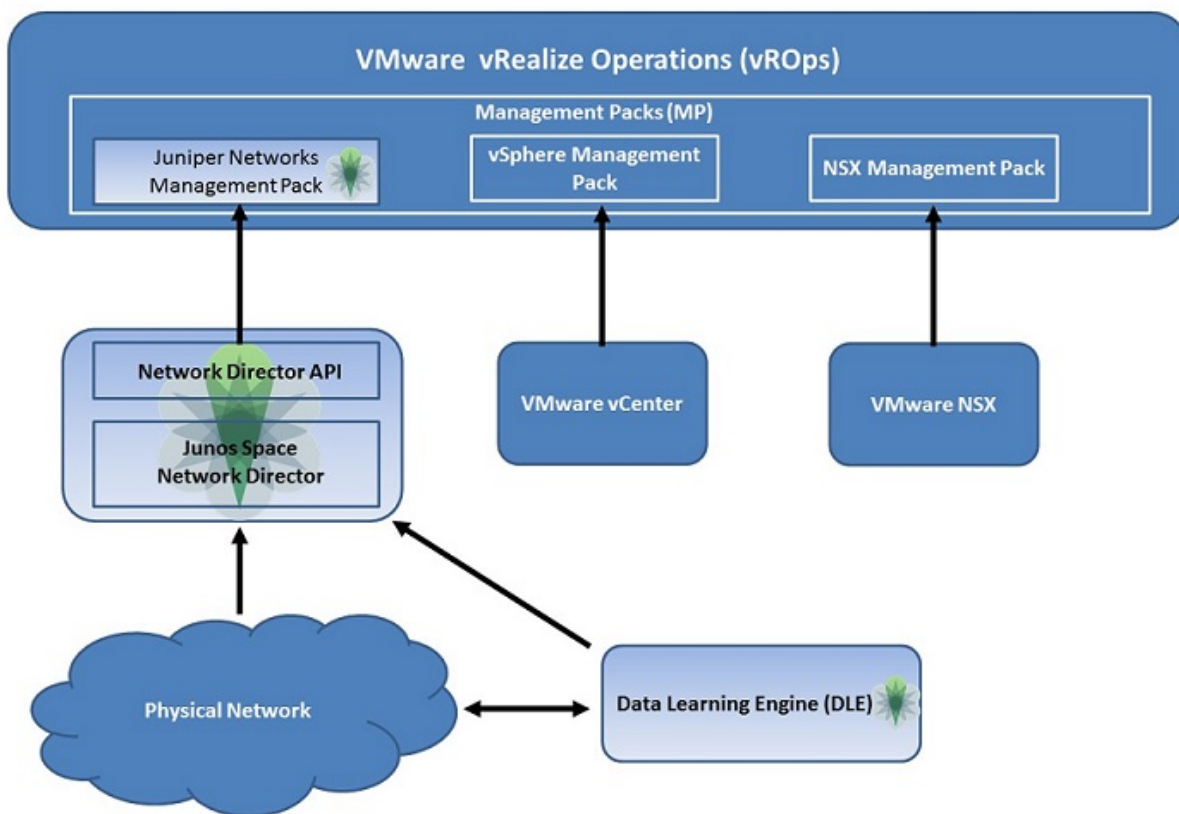 VMware vRealize Operations (vROps)
Management Packs (MP)
Juniper Networks
Management Pack
vSphere Management
Pack
NSX Management Pack
Network Director API
Junos Space
Network Director
VMware vCenter
VMware NSX
Physical Network
Data Learning Engine (DLE)